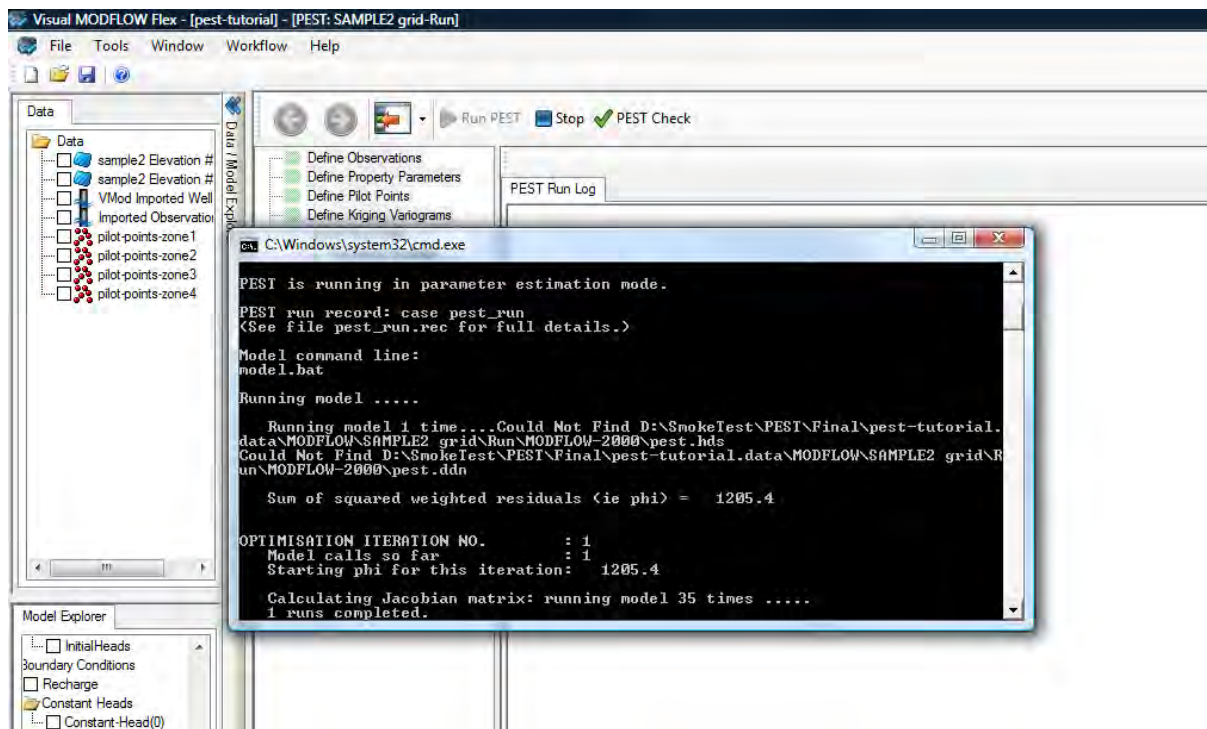 Visual MODFLOW Flex - [pest-tutorial] - [PEST: SAMPLE2 grid-Run]
File Tools Window Workflow Help
Run PEST Stop PEST Check
Data
Data
sample2 Elevation #
sample2 Elevation #
VMod Imported Well
Imported Observatio
pilot-points-zone1
pilot-points-zone2
pilot-points-zone3
pilot-points-zone4
Data / Model Explo
Define Observations
Define Property Parameters
Define Pilot Points
Define Kriging Variograms
PEST Run Log
C:\Windows\system32\cmd.exe
PEST is running in parameter estimation mode.
PEST run record: case pest_run
(See file pest_run.rec for full details.)
Model command line:
model.bat
Running model .....
Running model 1 time....Could Not Find D:\SmokeTest\PEST\Final\pest-tutorial.
data\MODFLOW\SAMPLE2 grid\Run\MODFLOW-2000\pest.hds
Could Not Find D:\SmokeTest\PEST\Final\pest-tutorial.data\MODFLOW\SAMPLE2 grid\R
un\MODFLOW-2000\pest.ddn
Sum of squared weighted residuals (ie phi) = 1205.4
OPTIMISATION ITERATION NO. : 1
Model calls so far : 1
Starting phi for this iteration: 1205.4
Calculating Jacobian matrix: running model 35 times .....
1 runs completed.
Model Explorer
InitialHeads
Boundary Conditions
Recharge
Constant Heads
Constant-Head(0)